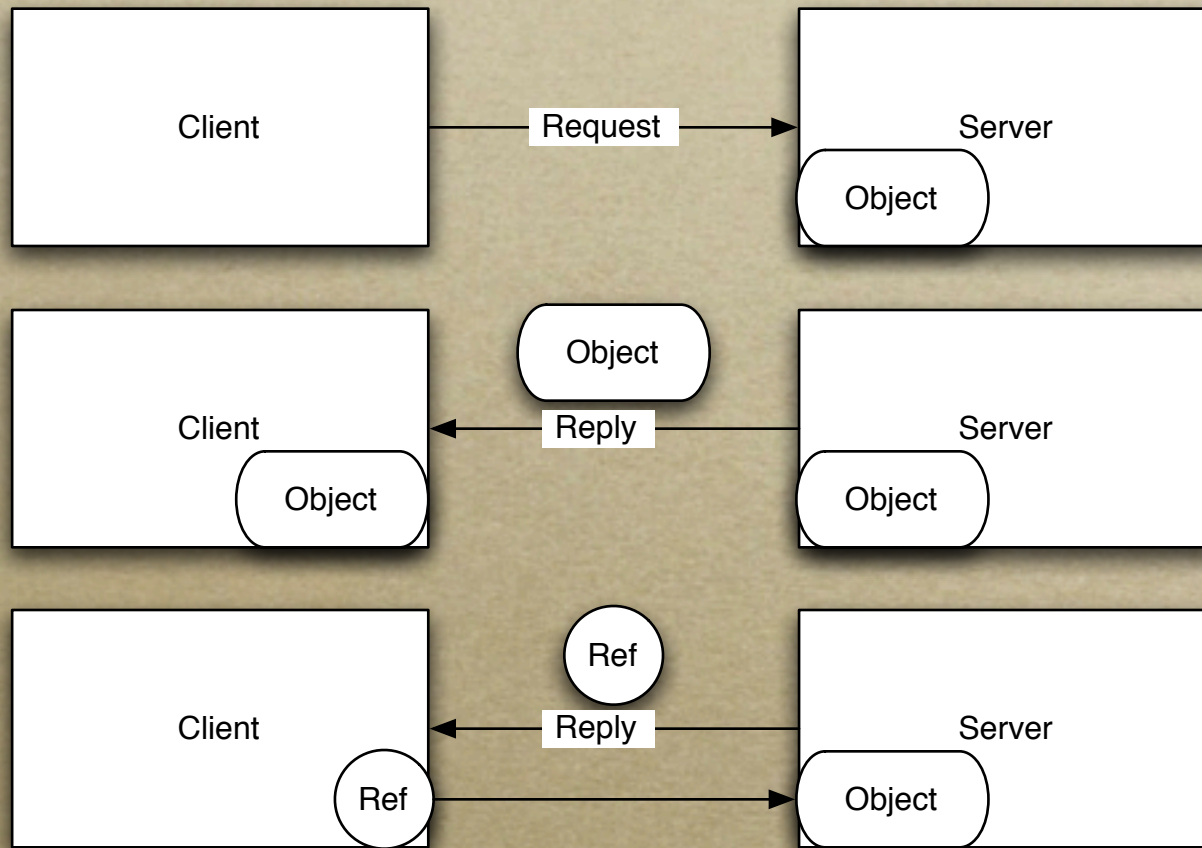 Client
Request
Server
Object
Object
Client
Reply
Server
Object
Object
Ref
Client
Reply
Server
Ref
Object